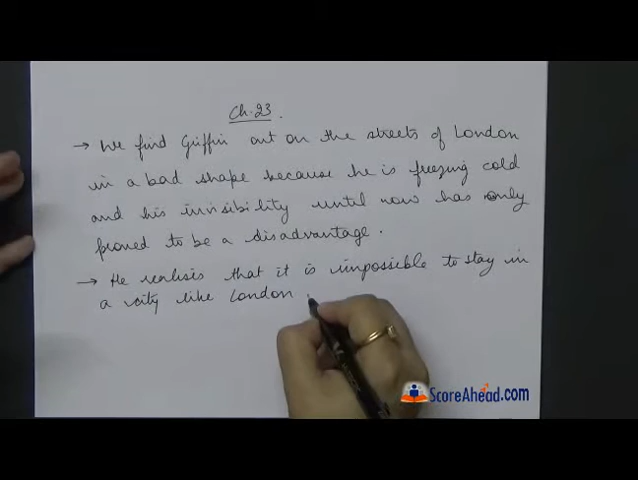 Ch.23.
→ We find Griffin out on the streets of London
in a bad shape because he is freezing cold
and his invisibility until now has only
proved to be a disadvantage.
→ He realisis that it is impossible to stay in
a city like London
ScoreAhead.com